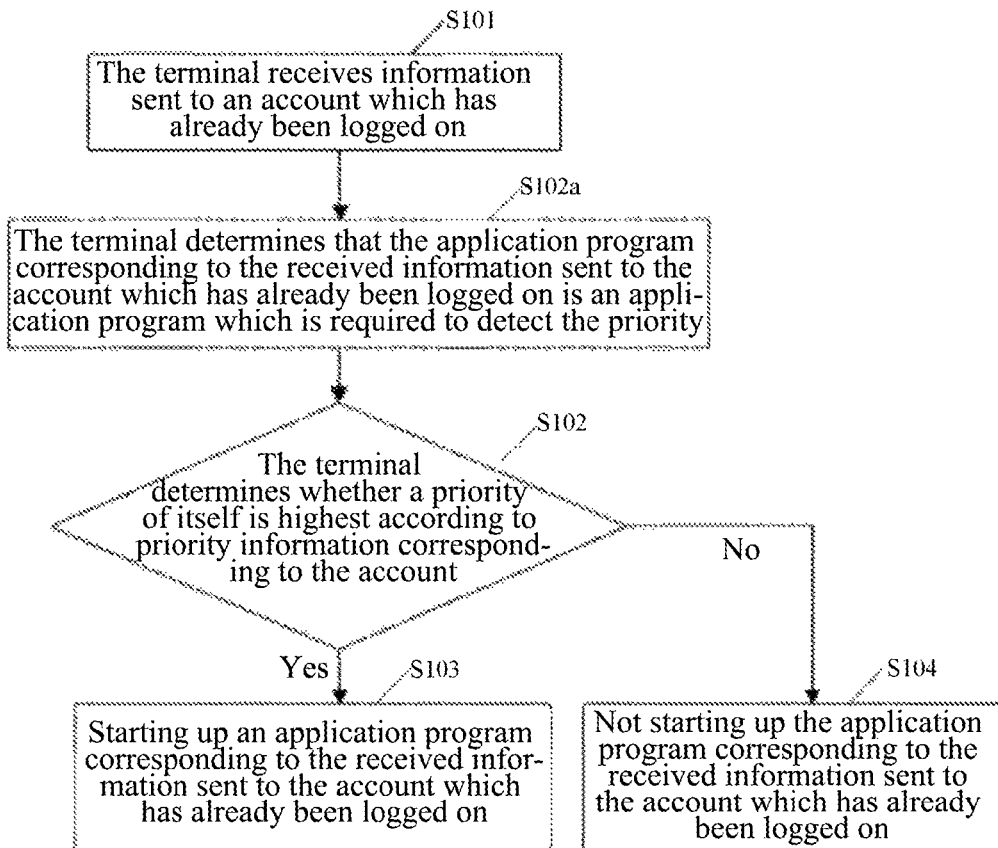 S101
The terminal receives information
sent to an account which has
already been logged on
S102a
The terminal determines that the application program
corresponding to the received information sent to the
account which has already been logged on is an appli-
cation program which is required to detect the priority
S102
The terminal
determines whether a priority
of itself is highest according to
priority information correspond-
ing to the account
No
Yes
S103
Starting up an application program
corresponding to the received infor-
mation sent to the account which
has already been logged on
S104
Not starting up the application
program corresponding to the
received information sent to
the account which has already
been logged on